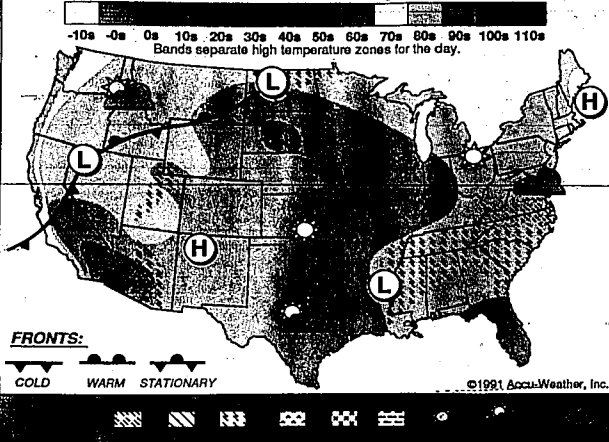 -10s -0s 0s 10s 20s 30s 40s 50s 60s 70s 80s 90s 100s 110s
Bands separate high temperature zones for the day.
L
H
L
H
L
FRONTS:
COLD WARM STATIONARY
©1991 Accu-Weather, Inc.